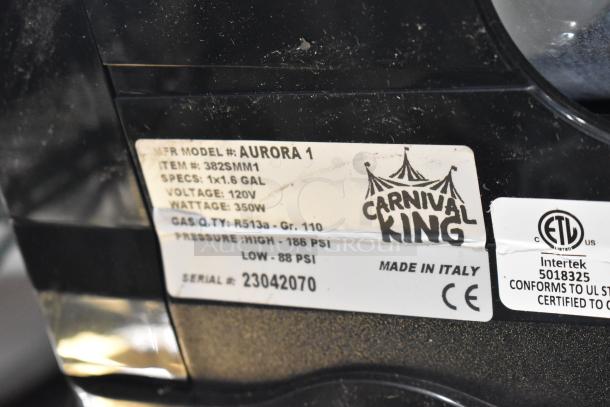 MFR MODEL #: AURORA 1
ITEM #: 382SMM1
SPECS: 1x1.6 GAL
VOLTAGE: 120V
WATTAGE: 350W
GAS/Q.TY: R513a - Gr. 110
PRESSURE: HIGH - 186 PSI
LOW - 88 PSI
SERIAL #: 23042070
CARNIVAL
KING
MADE IN ITALY
CE
C ETL US
LISTED
Intertek
5018325
CONFORMS TO UL ST
CERTIFIED TO C